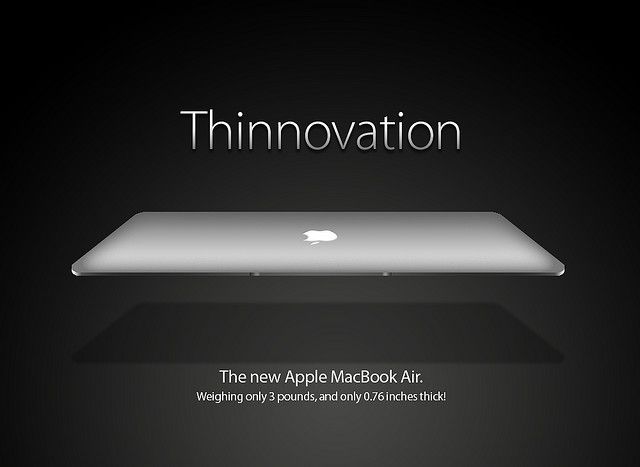 Thinnovation
The new Apple MacBook Air.
Weighing only 3 pounds, and only 0.76 inches thick!